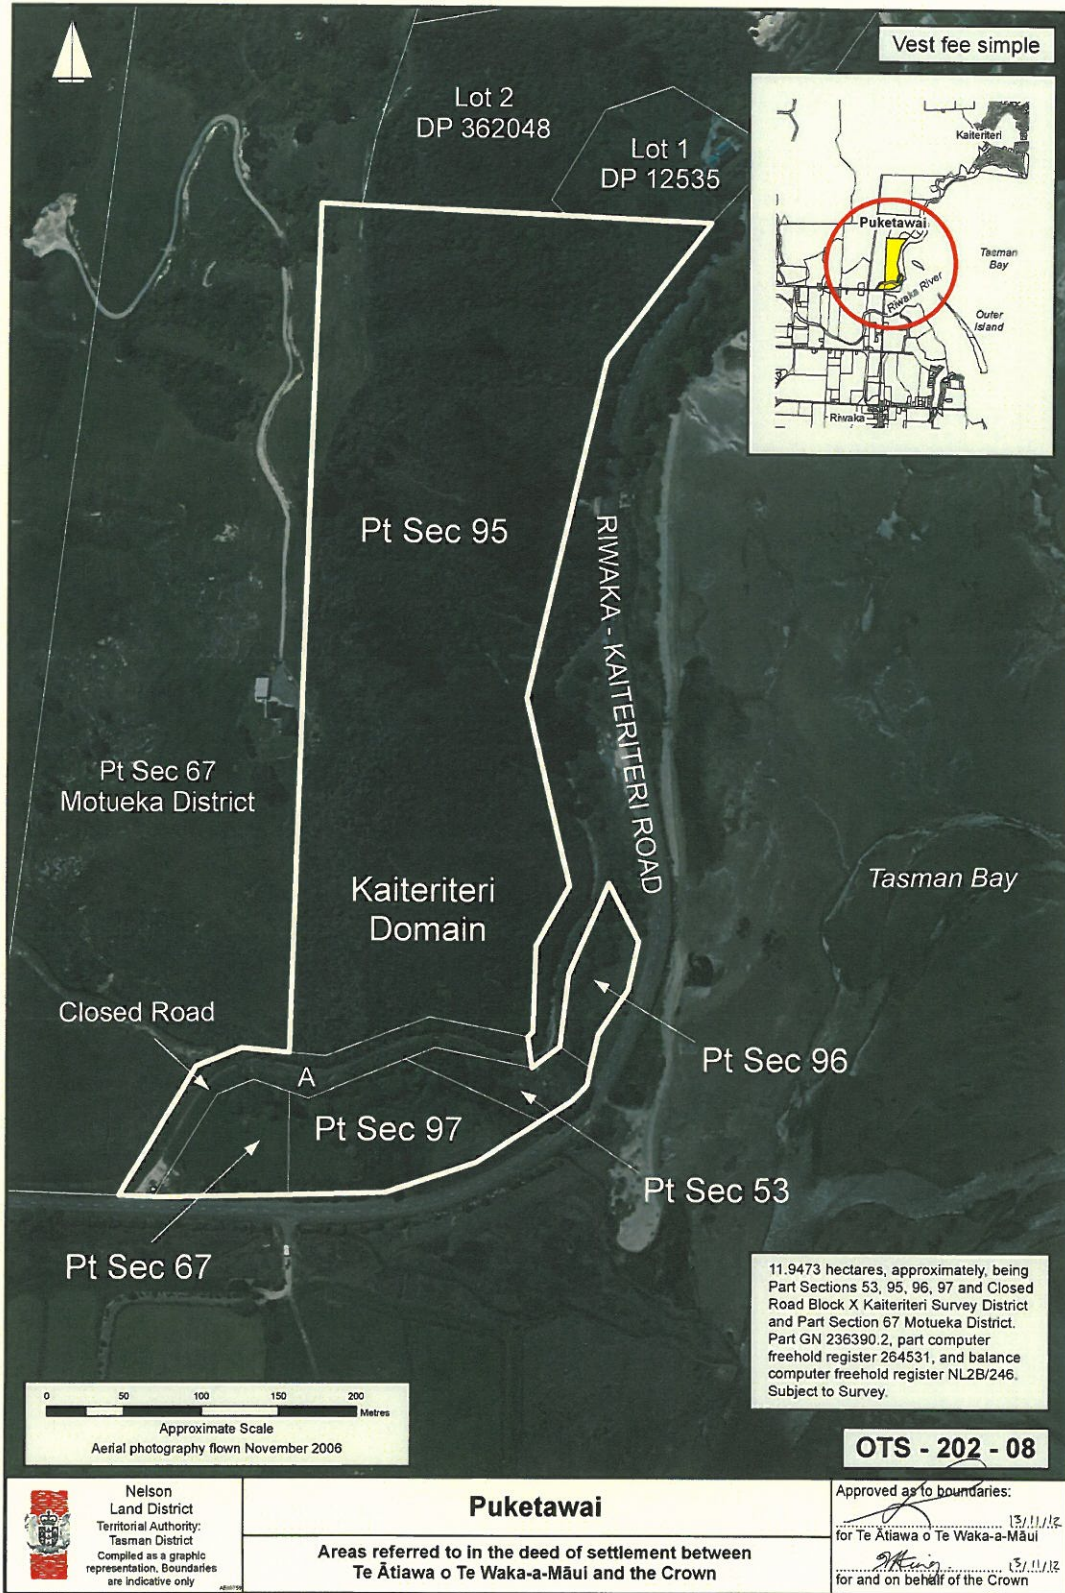 Vest fee simple
Lot 2
DP 362048
Lot 1
DP 12535
Kaiteriteri
Puketawai
Tasman
Bay
Riwaka River
Outer
Island
Riwaka
Pt Sec 95
RIWAKA - KAITERITERI ROAD
Pt Sec 67
Motueka District
Kaiteriteri
Domain
Tasman Bay
Closed Road
A
Pt Sec 96
Pt Sec 97
Pt Sec 53
Pt Sec 67
11.9473 hectares, approximately, being
Part Sections 53, 95, 96, 97 and Closed
Road Block X Kaiteriteri Survey District
and Part Section 67 Motueka District.
Part GN 236390.2, part computer
freehold register 264531, and balance
computer freehold register NL2B/246.
Subject to Survey.
0 50 100 150 200
Metres
Approximate Scale
Aerial photography flown November 2006
OTS - 202 - 08
Nelson
Land District
Territorial Authority:
Tasman District
Compiled as a graphic
representation. Boundaries
are indicative only
Puketawai
Areas referred to in the deed of settlement between
Te Ātiawa o Te Waka-a-Māui and the Crown
Approved as to boundaries:
13/11/12
for Te Ātiawa o Te Waka-a-Māui
13/11/12
for and on behalf of the Crown